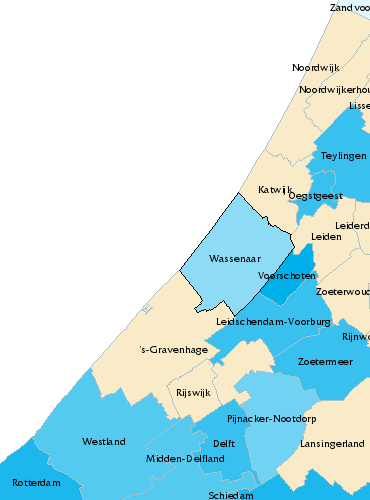 Zandvoo
Noordwijk
Noordwijkerhou
Lisse
Teylingen
Katwijk
Oegstgeest
Leiderd
Leiden
Wassenaar
Voorschoten
Zoeterwoud
Leidschendam-Voorburg
Rijnwo
's-Gravenhage
Zoetermeer
Rijswijk
Pijnacker-Nootdorp
Westland
Delft
Lansingerland
Midden-Delfland
Rotterdam
Schiedam